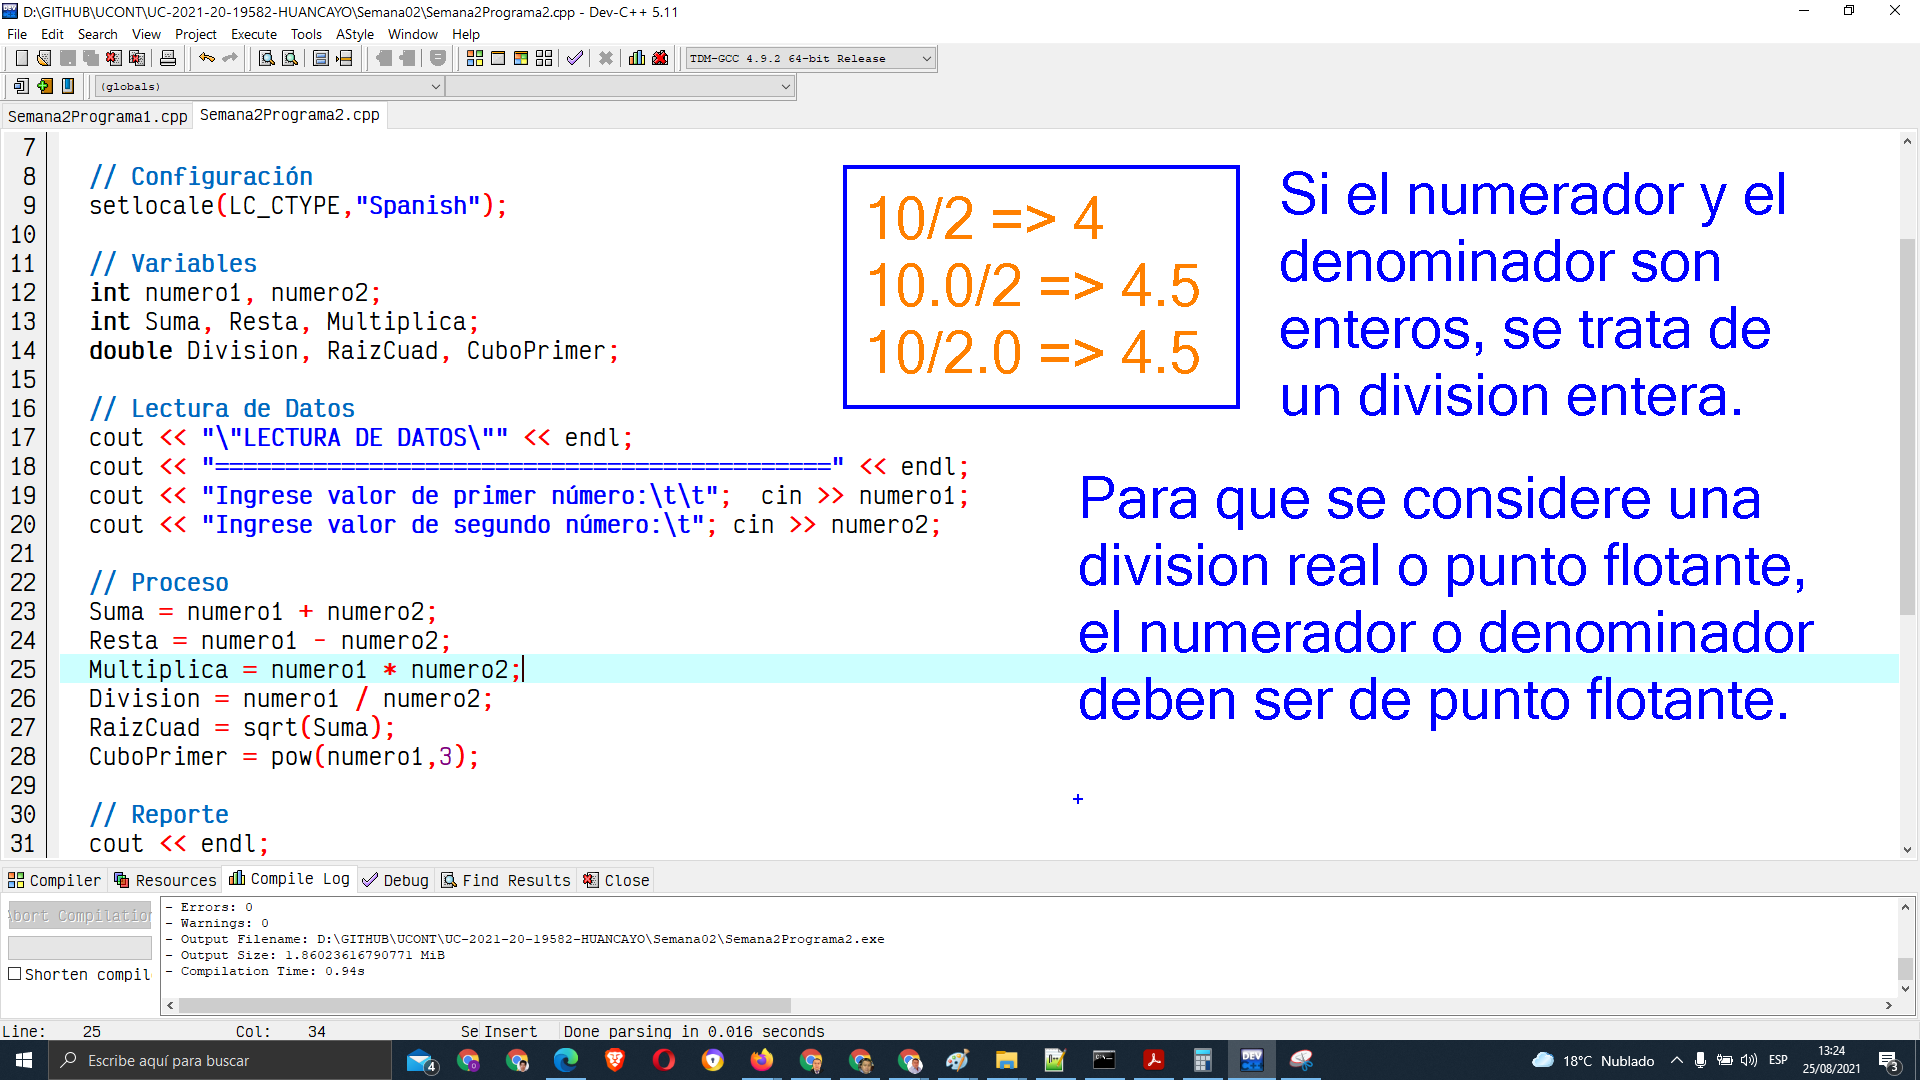 D:\GITHUB\UCONT\UC-2021-20-19582-HUANCAYO\Semana02\Semana2Programa2.cpp - Dev-C++ 5.11
File Edit Search View Project Execute Tools AStyle Window Help
TDM-GCC 4.9.2 64-bit Release
(globals)
Semana2Programa1.cpp Semana2Programa2.cpp
7
8 // Configuración
9 setlocale(LC_CTYPE,"Spanish");
10
11 // Variables
12 int numero1, numero2;
13 int Suma, Resta, Multiplica;
14 double Division, RaizCuad, CuboPrimer;
15
16 // Lectura de Datos
17 cout << "\"LECTURA DE DATOS\"" << endl;
18 cout << "============================================" << endl;
19 cout << "Ingrese valor de primer número:\t\t";  cin >> numero1;
20 cout << "Ingrese valor de segundo número:\t"; cin >> numero2;
21
22 // Proceso
23 Suma = numero1 + numero2;
24 Resta = numero1 - numero2;
25 Multiplica = numero1 * numero2;
26 Division = numero1 / numero2;
27 RaizCuad = sqrt(Suma);
28 CuboPrimer = pow(numero1,3);
29
30 // Reporte
31 cout << endl;
10/2 => 4
10.0/2 => 4.5
10/2.0 => 4.5
Si el numerador y el
denominador son
enteros, se trata de
un division entera.
Para que se considere una
division real o punto flotante,
el numerador o denominador
deben ser de punto flotante.
Compiler Resources Compile Log Debug Find Results Close
Abort Compilation
Shorten compil
- Errors: 0
- Warnings: 0
- Output Filename: D:\GITHUB\UCONT\UC-2021-20-19582-HUANCAYO\Semana02\Semana2Programa2.exe
- Output Size: 1.86023616790771 MiB
- Compilation Time: 0.94s
Line: 25 Col: 34 Se Insert Done parsing in 0.016 seconds
Escribe aquí para buscar
4
DEV
18°C Nublado
ESP
13:24
25/08/2021
3